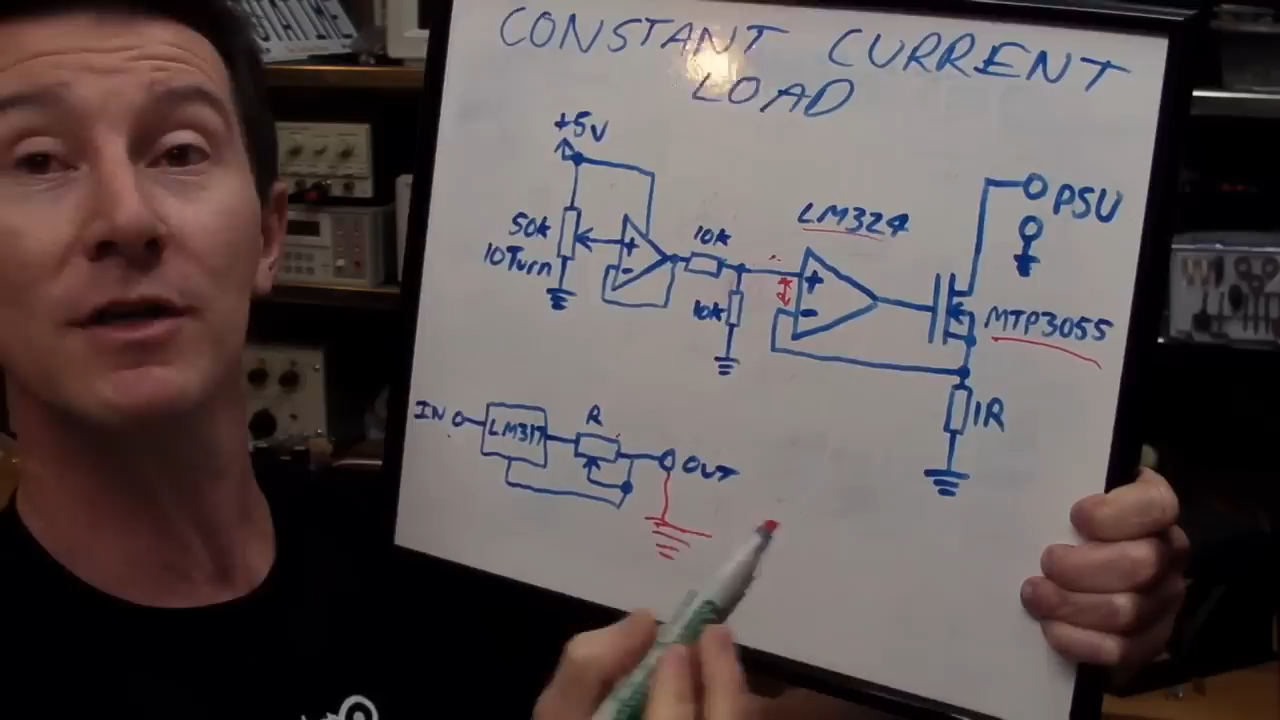 CONSTANT CURRENT
LOAD
+5V
50k
10Turn
+
-
10k
10k
LM324
+
-
PSU
MTP3055
1R
IN
LM317
R
OUT